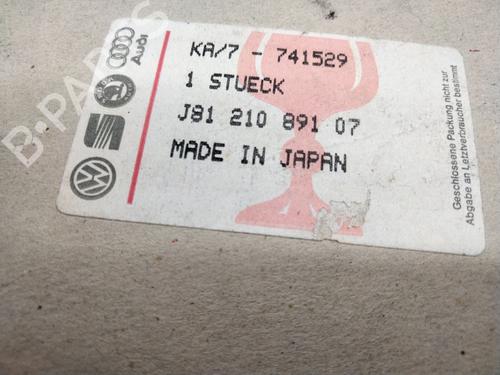 KA/7 - 741529
1 STUECK
J81 210 891 07
MADE IN JAPAN
Audi
Geschlossene Packung nicht zur
Abgabe an Letztverbraucher bestimmt
B-PARTS